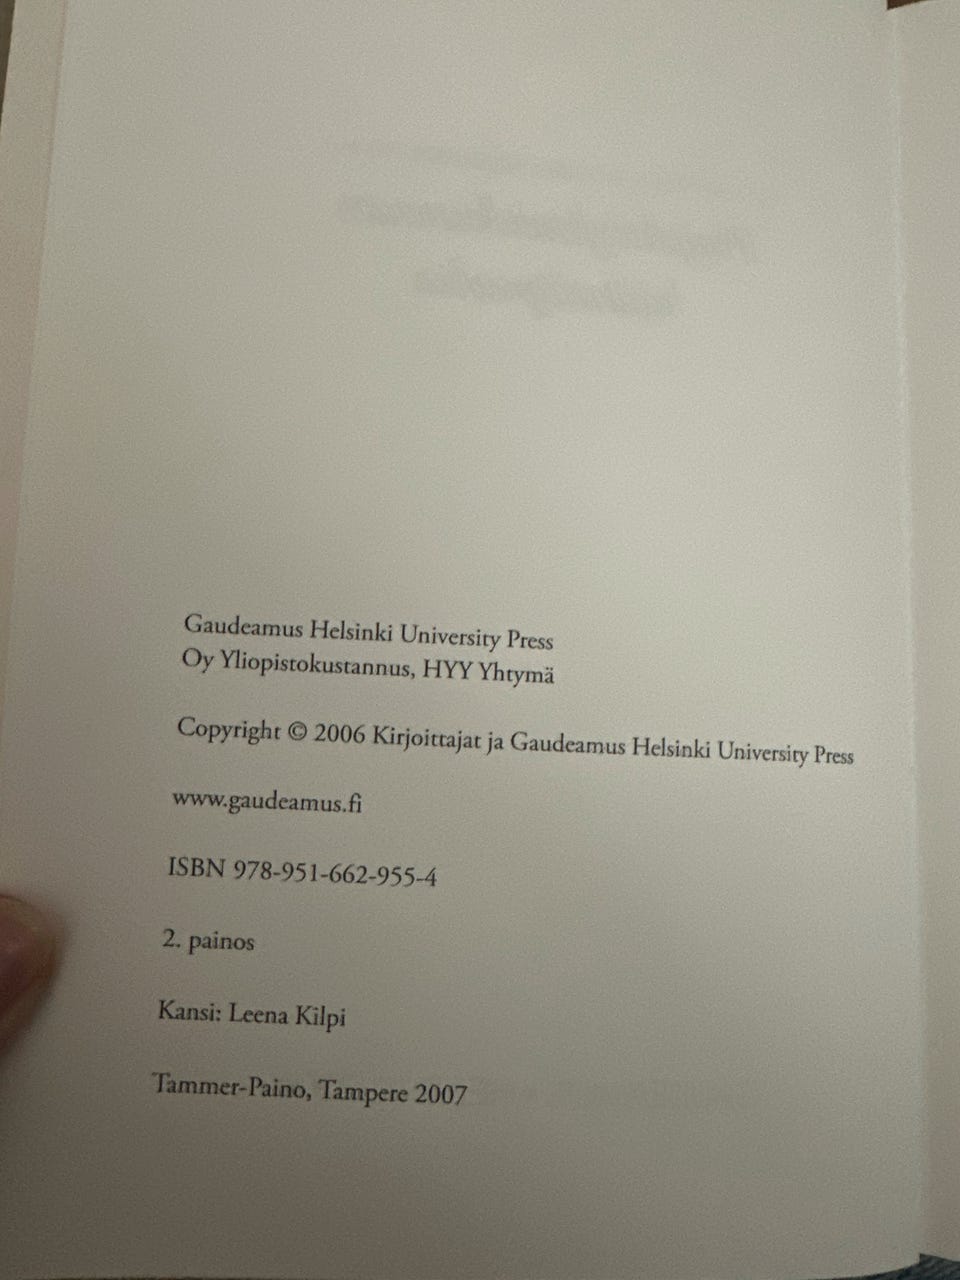 Gaudeamus Helsinki University Press
Oy Yliopistokustannus, HYY Yhtymä
Copyright © 2006 Kirjoittajat ja Gaudeamus Helsinki University Press
www.gaudeamus.fi
ISBN 978-951-662-955-4
2. painos
Kansi: Leena Kilpi
Tammer-Paino, Tampere 2007